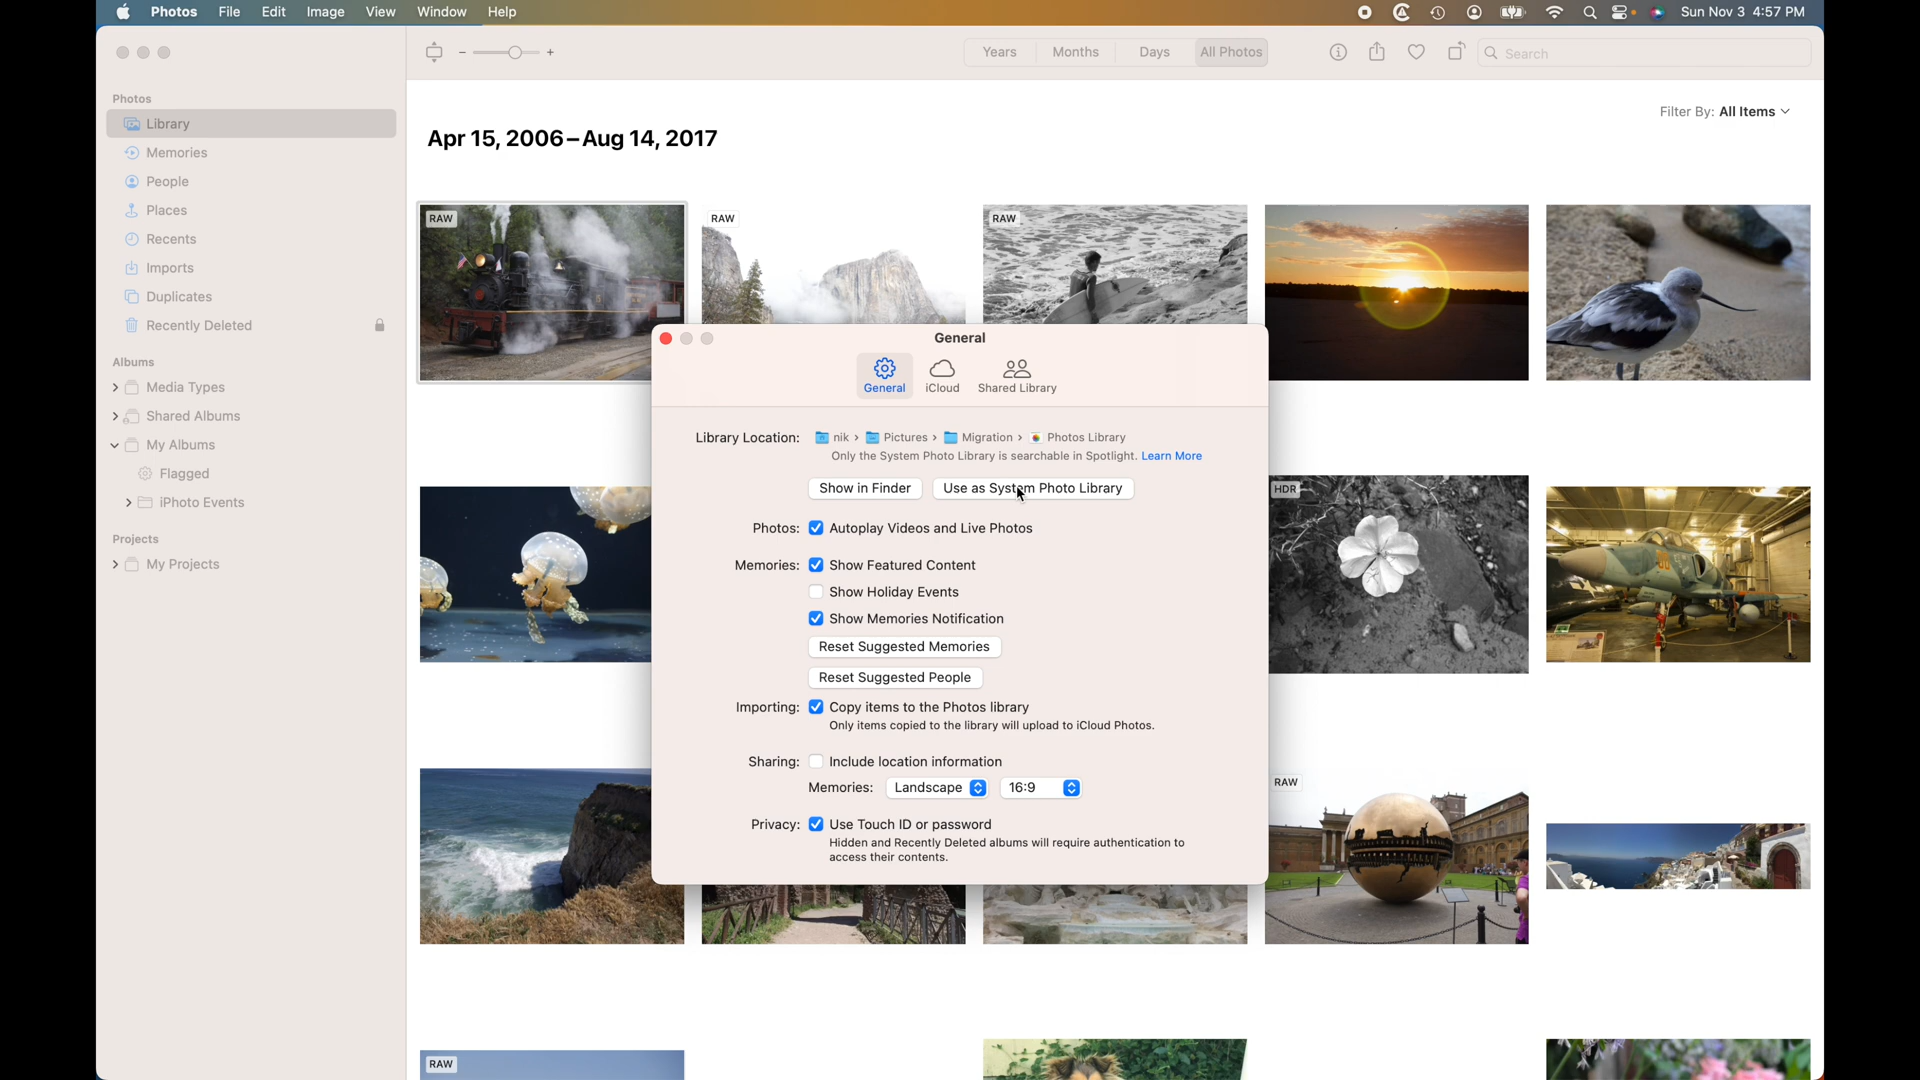 Photos File Edit Image View Window Help Sun Nov 3 4:57 PM
Years Months Days All Photos Search
Photos
Library
Memories
People
Places
Recents
Imports
Duplicates
Recently Deleted
Albums
Media Types
Shared Albums
My Albums
Flagged
iPhoto Events
Projects
My Projects
Filter By: All Items
Apr 15, 2006–Aug 14, 2017
RAW
RAW
RAW
HDR
RAW
RAW
General
General iCloud Shared Library
Library Location: nik › Pictures › Migration › Photos Library
Only the System Photo Library is searchable in Spotlight. Learn More
Show in Finder Use as System Photo Library
Photos: Autoplay Videos and Live Photos
Memories: Show Featured Content
Show Holiday Events
Show Memories Notification
Reset Suggested Memories
Reset Suggested People
Importing: Copy items to the Photos library
Only items copied to the library will upload to iCloud Photos.
Sharing: Include location information
Memories: Landscape 16:9
Privacy: Use Touch ID or password
Hidden and Recently Deleted albums will require authentication to
access their contents.